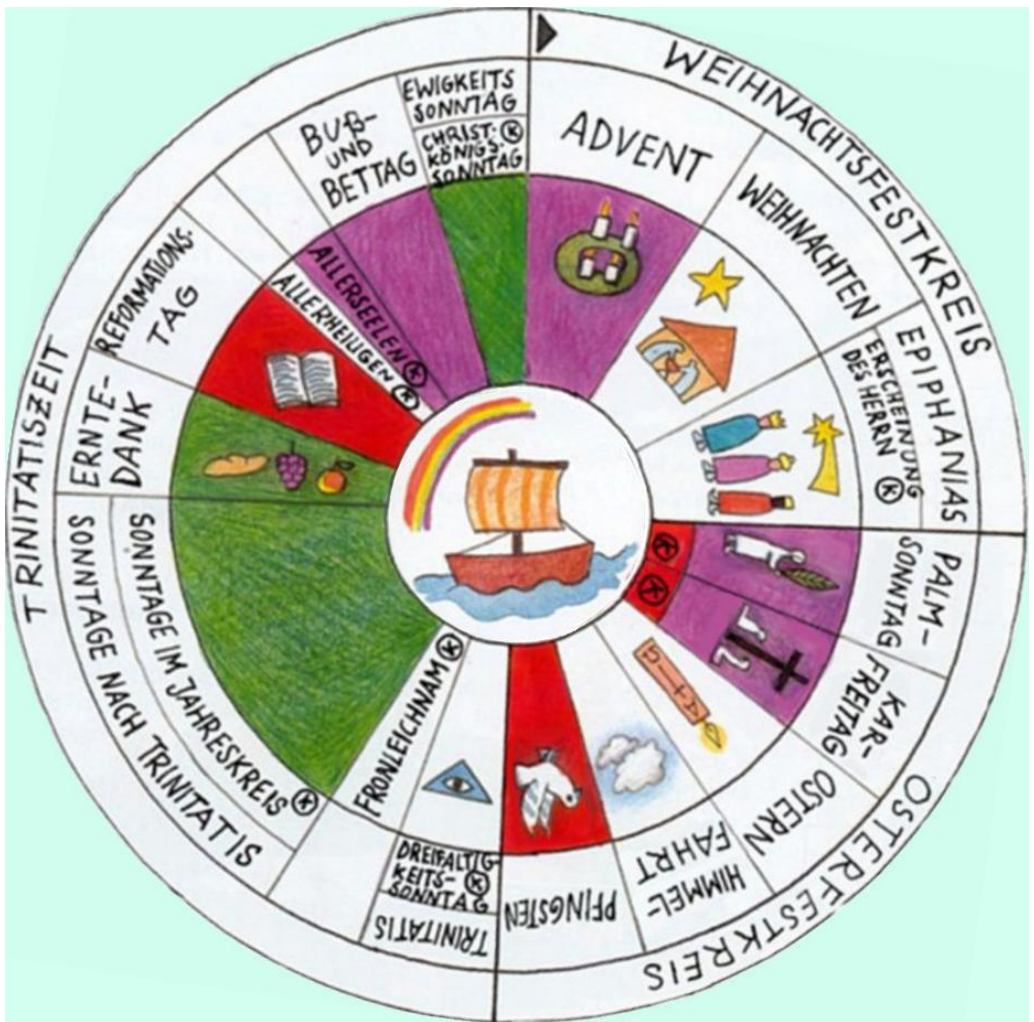 WEIHNACHTSFESTKREIS
ADVENT
WEIHNACHTEN
EPIPHANIAS
ERSCHEINUNG
DES HERRN K
OSTERFESTKREIS
PALM-
SONNTAG
K
KAR-
FREITAG
K
OSTERN
HIMMEL-
FAHRT
PFINGSTEN
TRINITATISZEIT
DREIFALTIG-
KEITS- K
SONNTAG
TRINITATIS
FRONLEICHNAM K
SONNTAGE IM JAHRESKREIS K
SONNTAGE NACH TRINITATIS
ERNTE-
DANK
REFORMATIONS-
TAG
ALLERHEILIGEN K
ALLERSEELEN K
BUß-
UND
BETTAG
EWIGKEITS
SONNTAG
CHRIST- K
KÖNIGS-
SONNTAG